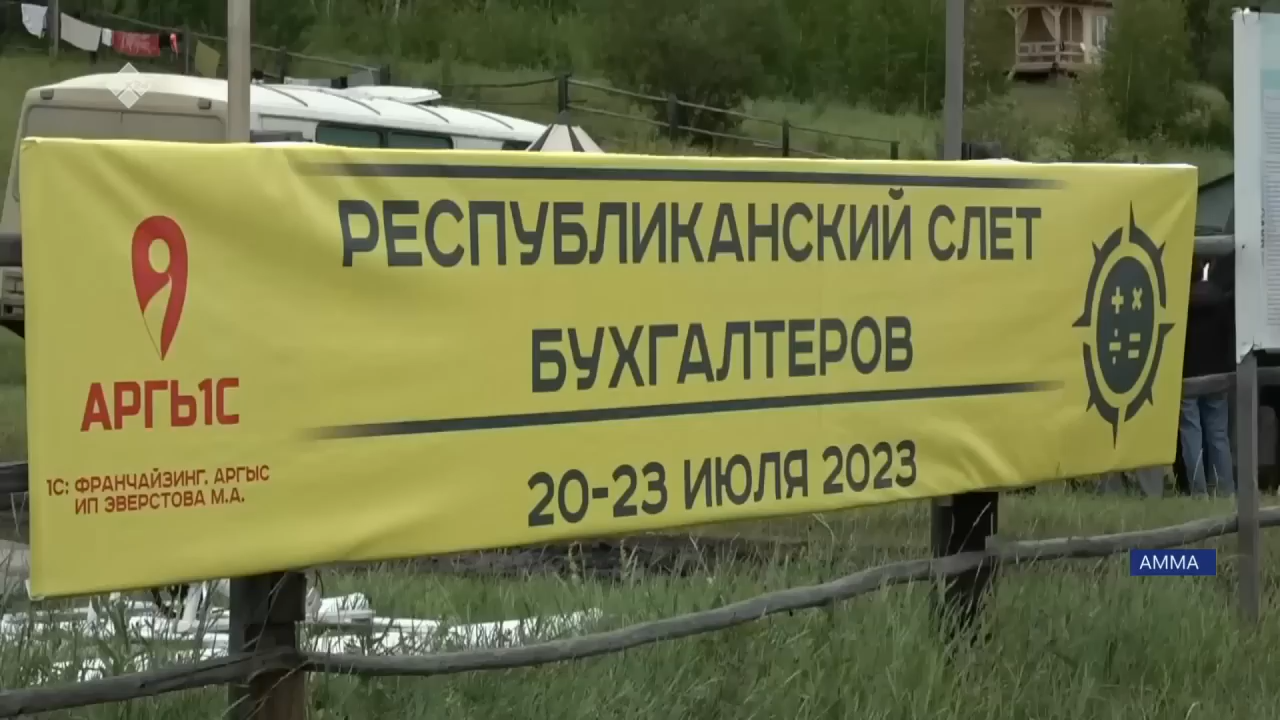 РЕСПУБЛИКАНСКИЙ СЛЕТ
БУХГАЛТЕРОВ
20-23 ИЮЛЯ 2023
АРГЫ1С
1С: ФРАНЧАЙЗИНГ. АРГЫС
ИП ЭВЕРСТОВА М.А.
АММА